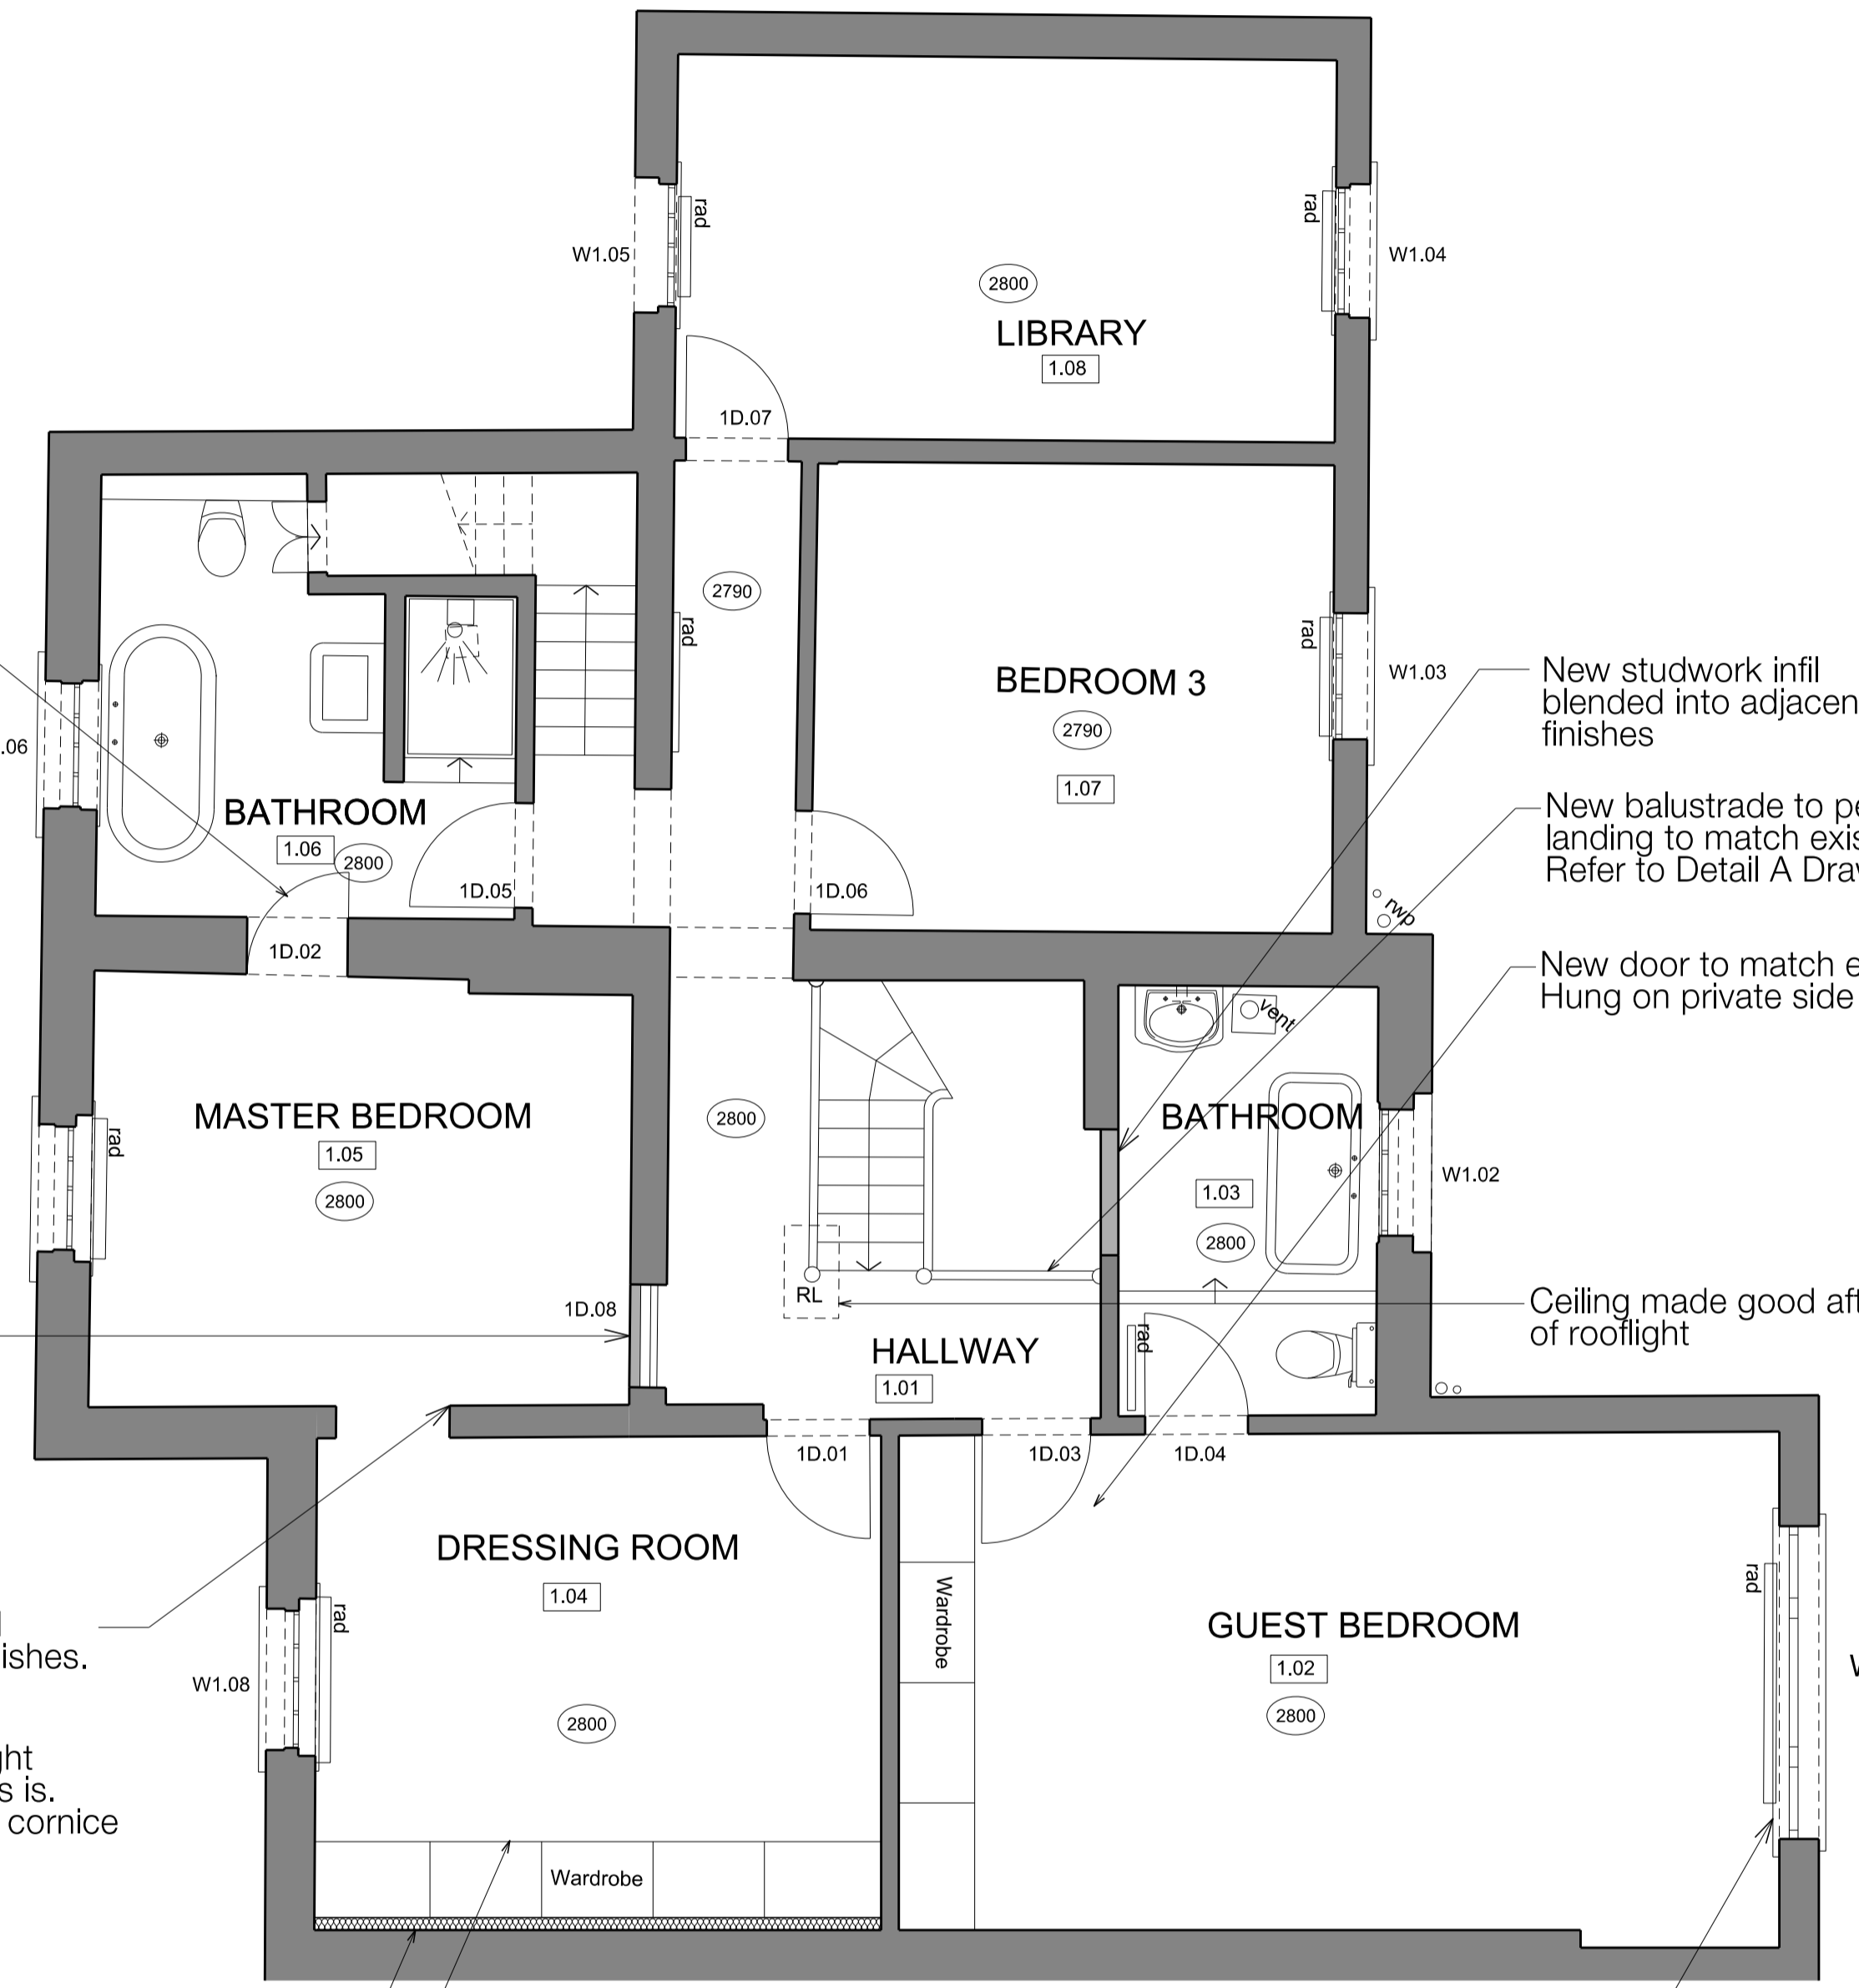 rad
rad
W1.05
W1.04
2800
LIBRARY
1.08
1D.07
2790
rad
rad
BEDROOM 3
2790
1.07
W1.03
New studwork infil
blended into adjacen
finishes
.06
BATHROOM
1.06
2800
1D.05
1D.06
New balustrade to pe
landing to match exis
Refer to Detail A Drav
rwp
1D.02
New door to match e
Hung on private side
vent
MASTER BEDROOM
1.05
2800
rad
2800
BATHROOM
1.03
2800
W1.02
1D.08
RL
Ceiling made good aft
of rooflight
HALLWAY
1.01
rad
1D.01
1D.03
1D.04
DRESSING ROOM
1.04
rad
W1.08
2800
Wardrobe
Wardrobe
GUEST BEDROOM
1.02
2800
rad
ishes.
ght
s is.
cornice